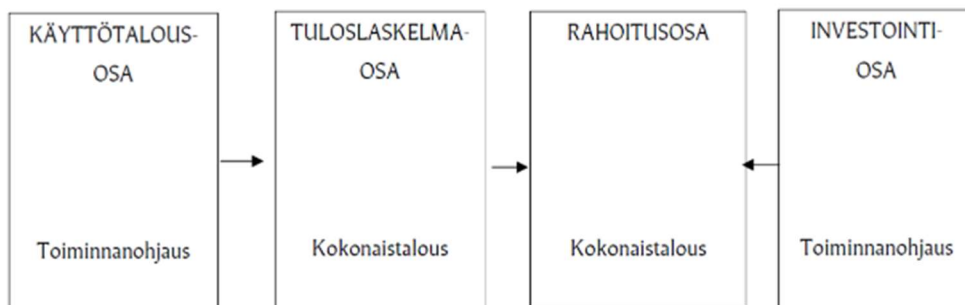 KÄYTTÖTALOUS-
OSA
Toiminnanohjaus
TULOSLASKELMA-
OSA
Kokonaistalous
RAHOITUSOSA
Kokonaistalous
INVESTOINTI-
OSA
Toiminnanohjaus